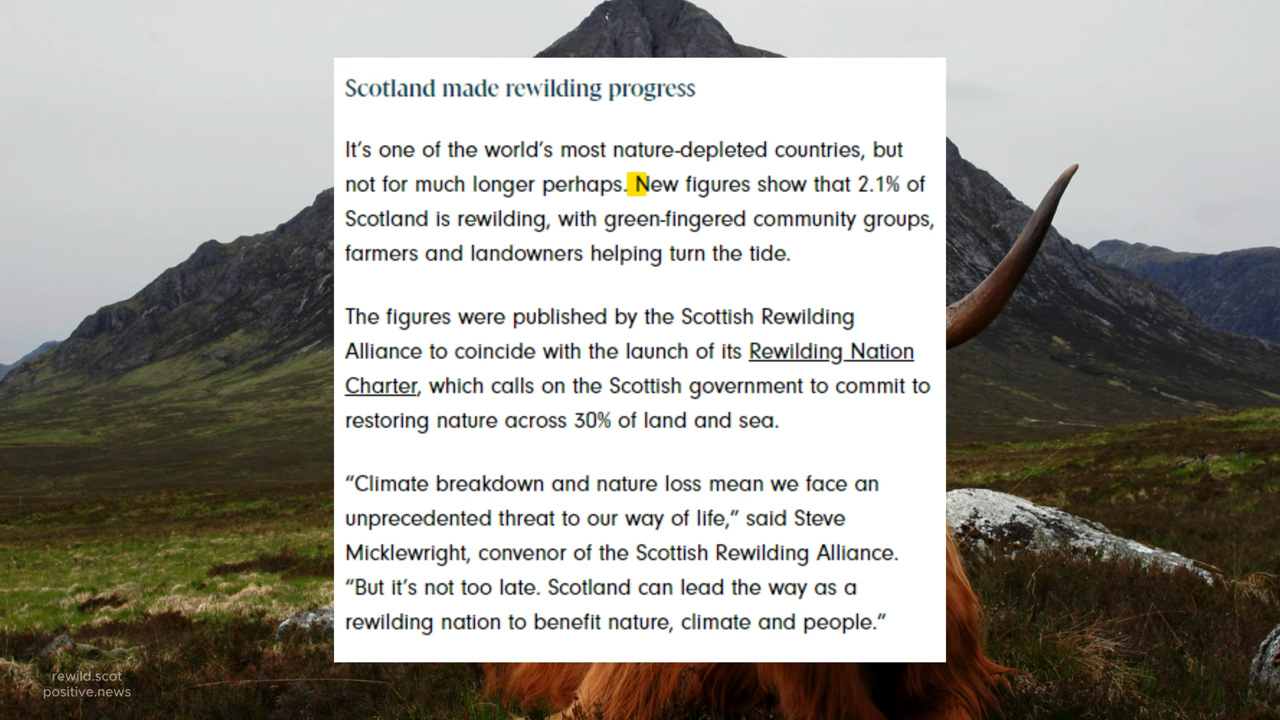 Scotland made rewilding progress
It’s one of the world’s most nature-depleted countries, but
not for much longer perhaps. New figures show that 2.1% of
Scotland is rewilding, with green-fingered community groups,
farmers and landowners helping turn the tide.
The figures were published by the Scottish Rewilding
Alliance to coincide with the launch of its Rewilding Nation
Charter, which calls on the Scottish government to commit to
restoring nature across 30% of land and sea.
“Climate breakdown and nature loss mean we face an
unprecedented threat to our way of life,” said Steve
Micklewright, convenor of the Scottish Rewilding Alliance.
“But it’s not too late. Scotland can lead the way as a
rewilding nation to benefit nature, climate and people.”
rewild.scot
positive.news